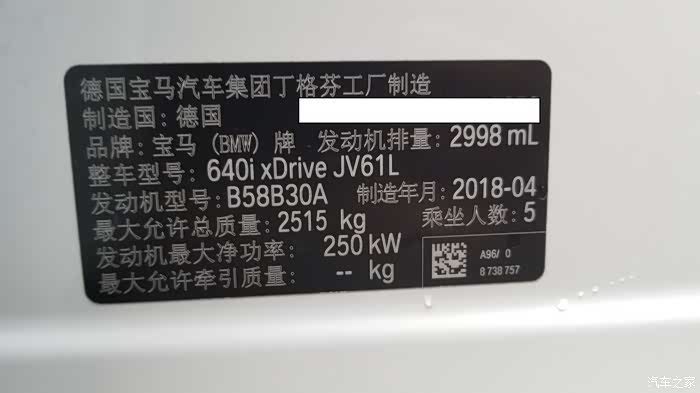 德国宝马汽车集团丁格芬工厂制造
制造国: 德国
品牌: 宝马 (BMW) 牌 发动机排量: 2998 mL
整车型号: 640i xDrive JV61L
发动机型号: B58B30A 制造年月: 2018-04
最大允许总质量: 2515 kg 乘坐人数: 5
发动机最大净功率: 250 kW
最大允许牵引质量: -- kg
A96/ 0
8 738 757
汽车之家